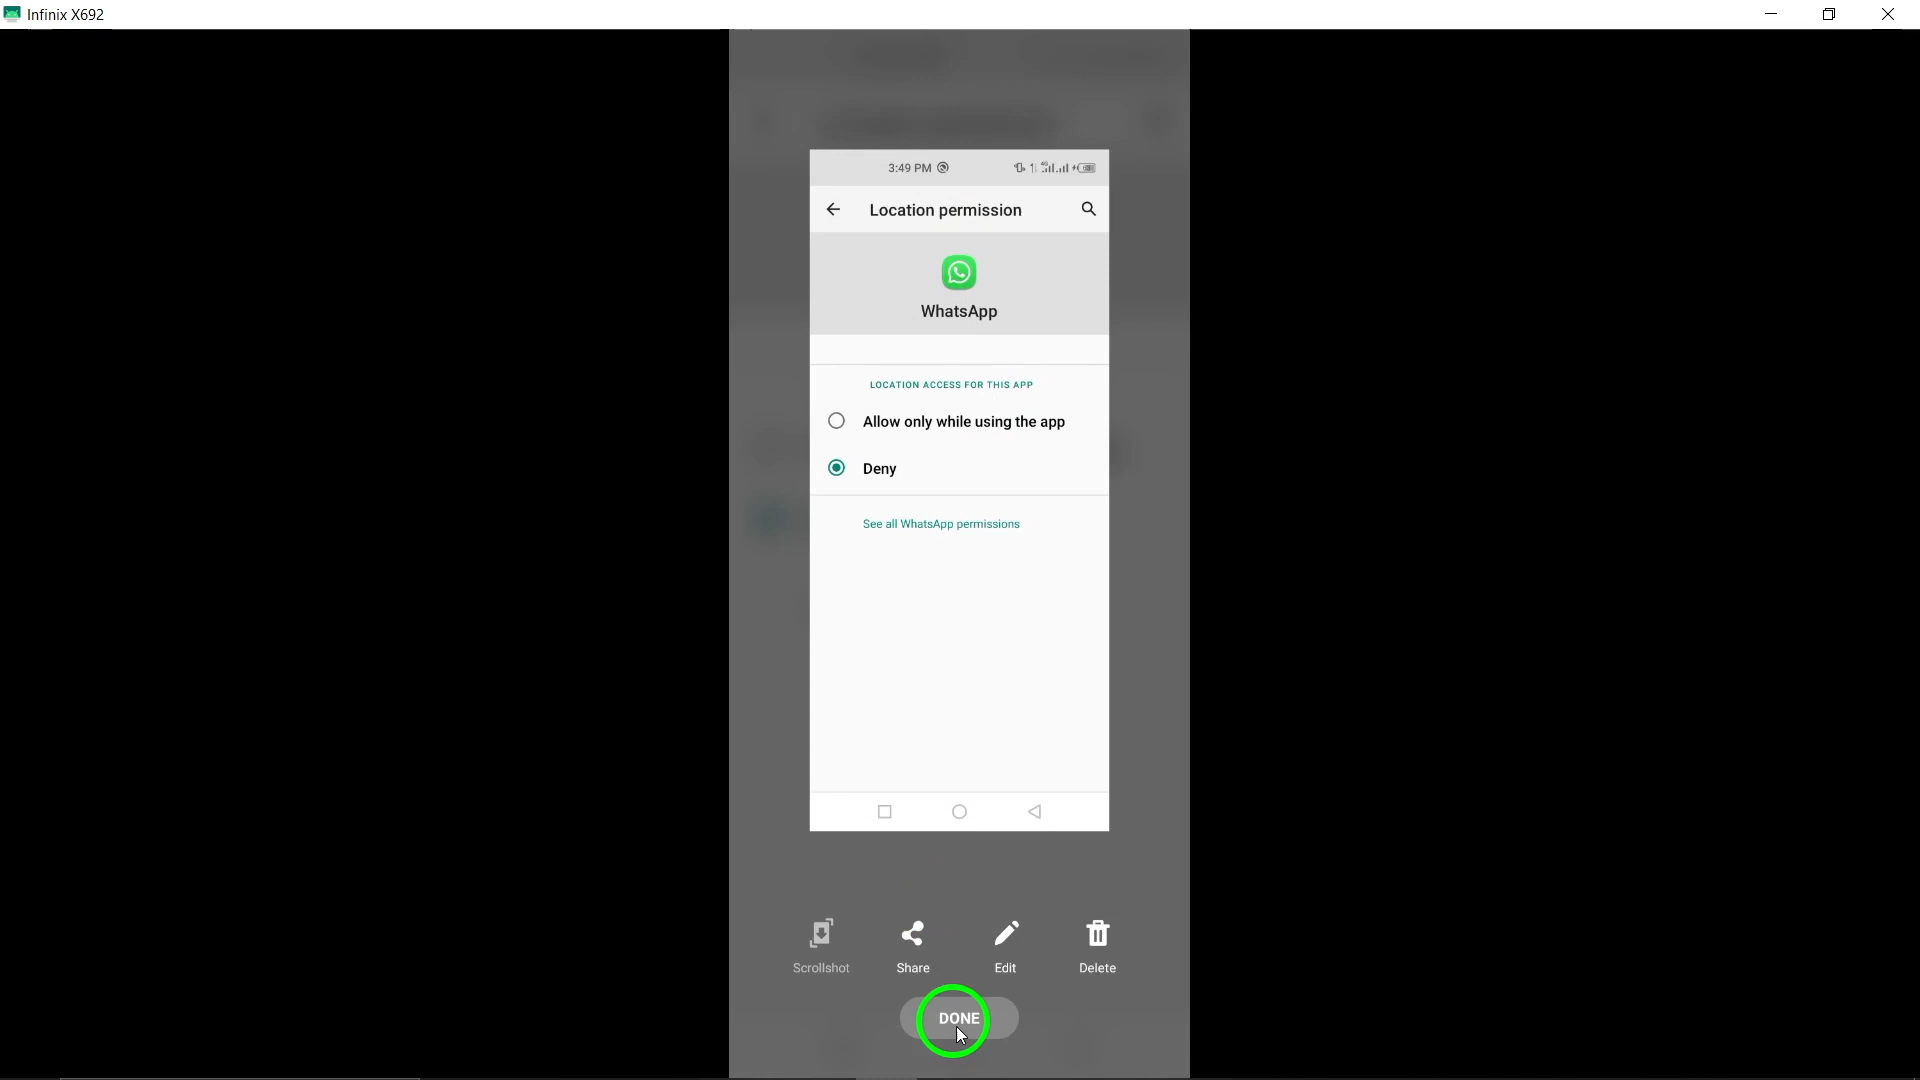 Infinix X692
3:49 PM
4G
Location permission
WhatsApp
LOCATION ACCESS FOR THIS APP
Allow only while using the app
Deny
See all WhatsApp permissions
Scrollshot
Share
Edit
Delete
DONE